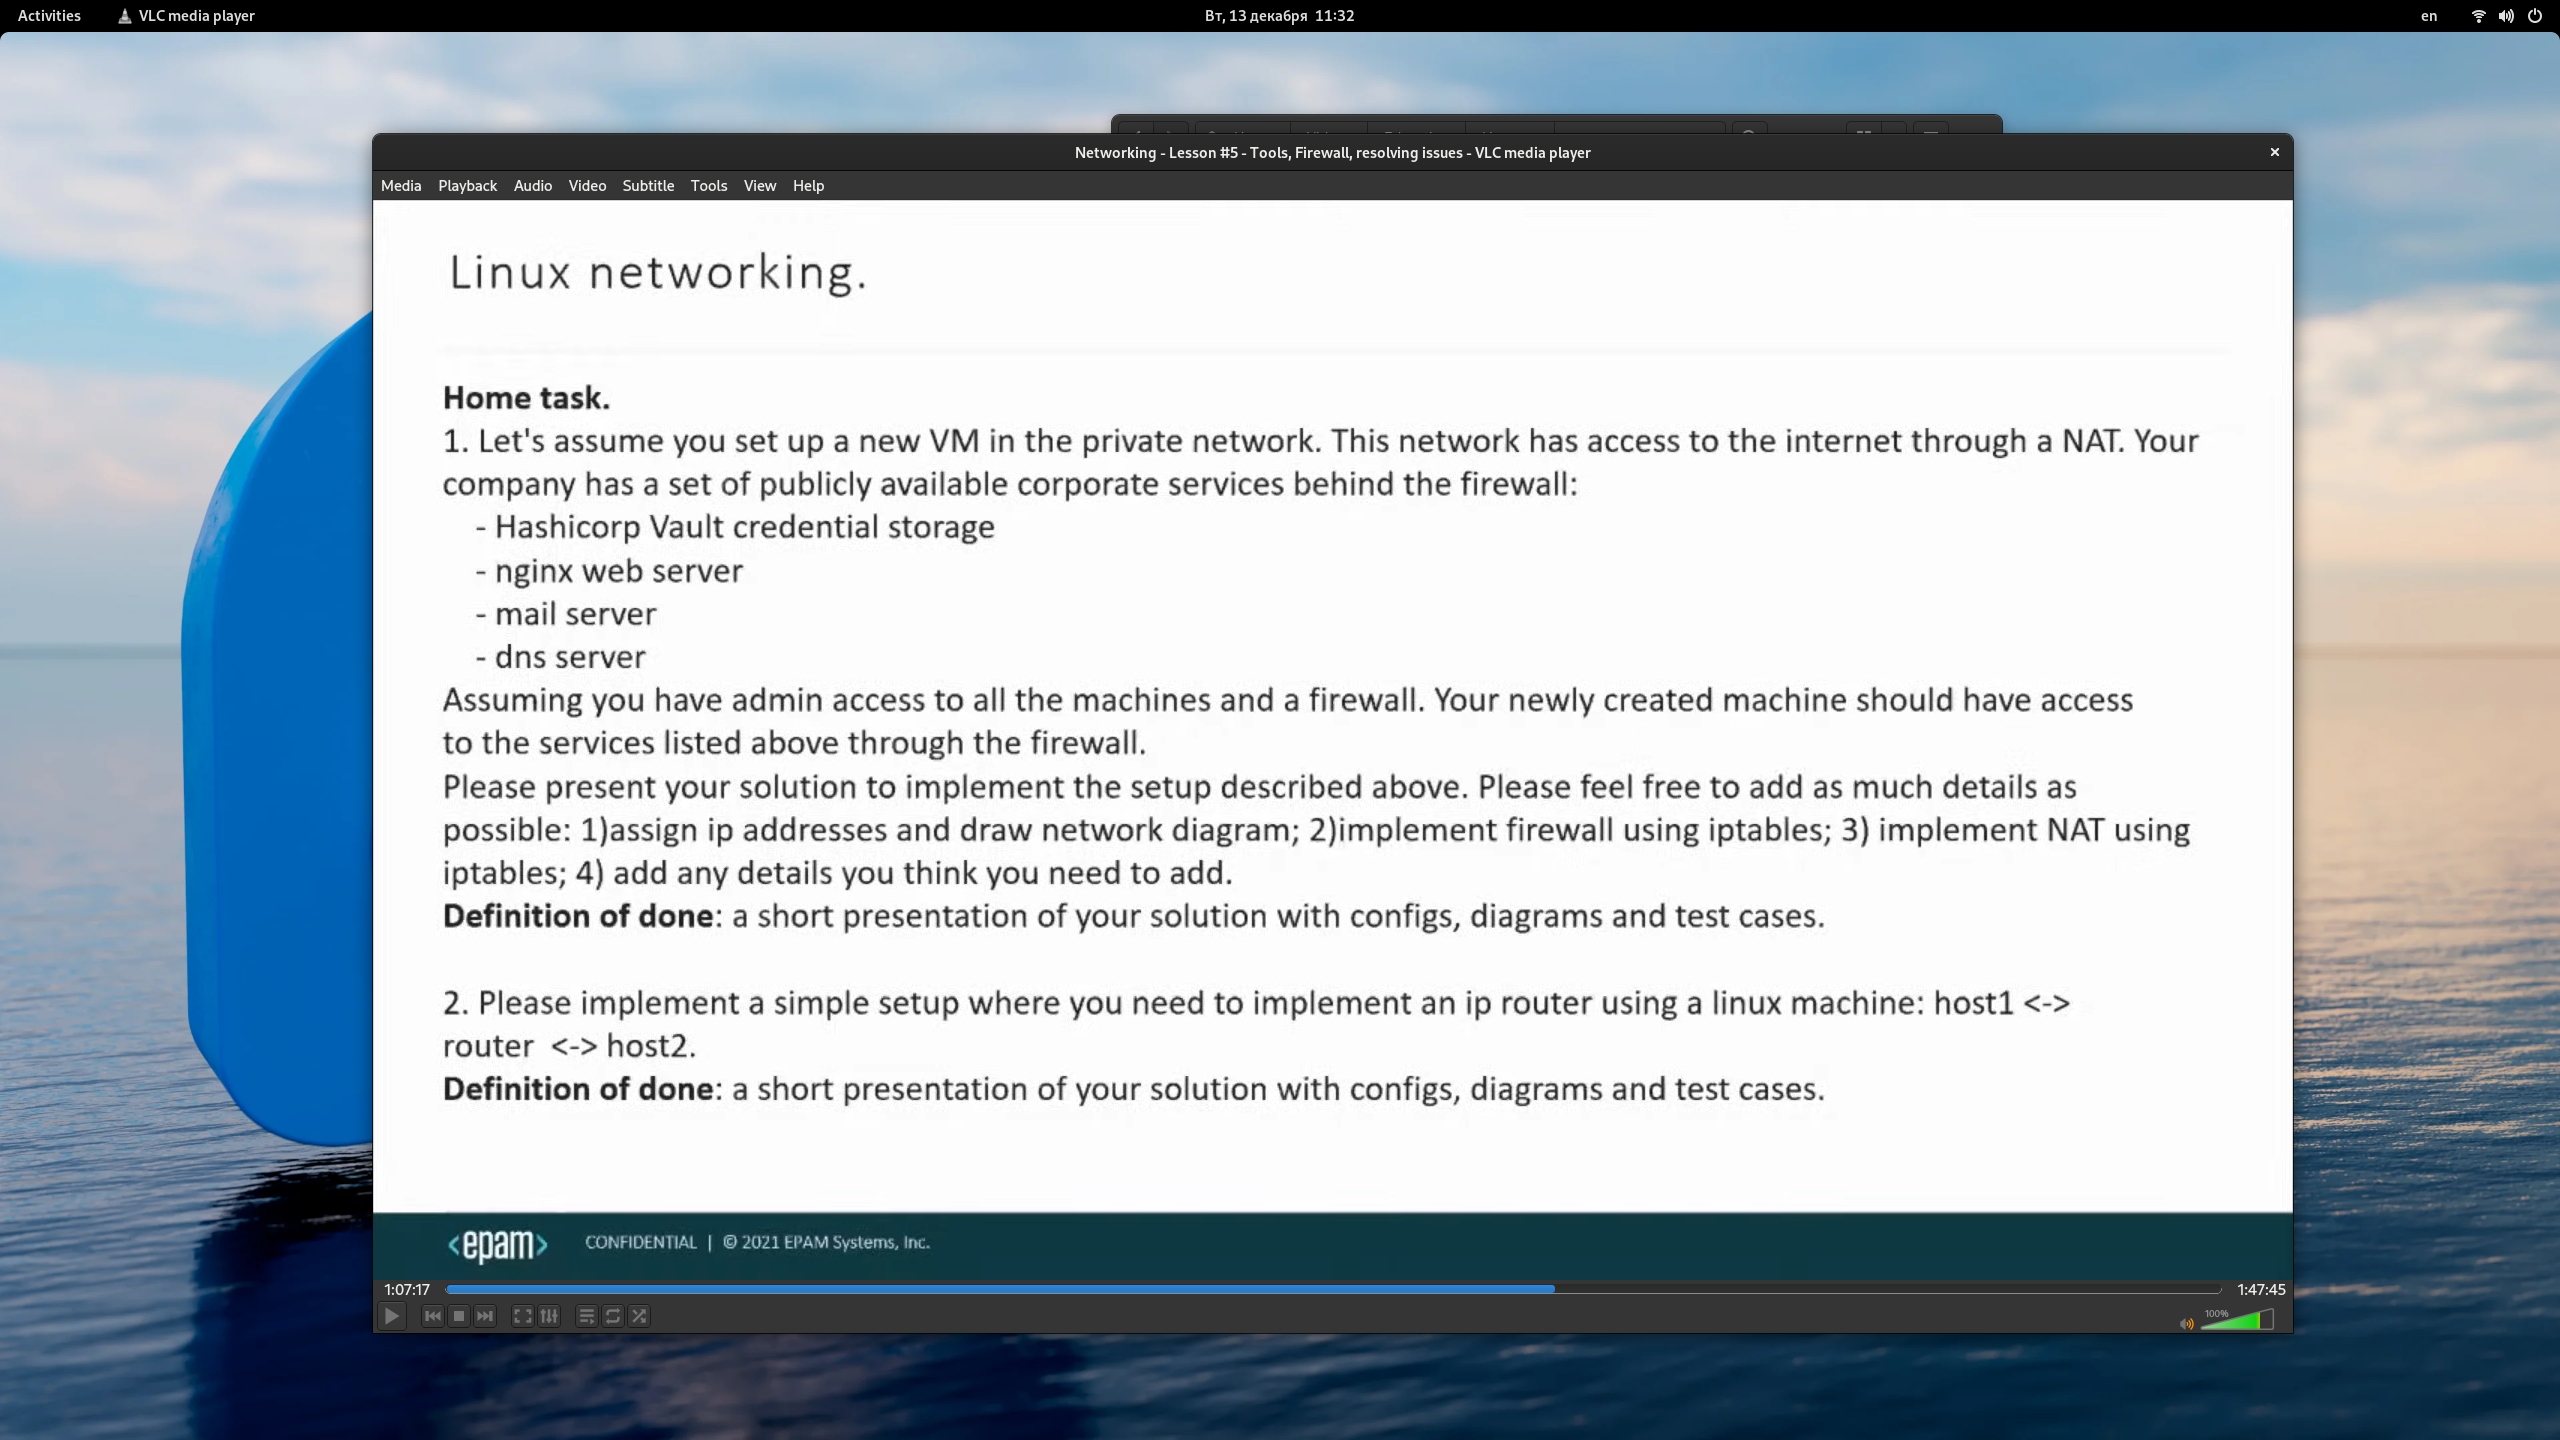 Activities VLC media player Вт, 13 декабря 11:32 en
Networking - Lesson #5 - Tools, Firewall, resolving issues - VLC media player
Media Playback Audio Video Subtitle Tools View Help
Linux networking.
Home task.
1. Let's assume you set up a new VM in the private network. This network has access to the internet through a NAT. Your
company has a set of publicly available corporate services behind the firewall:
- Hashicorp Vault credential storage
- nginx web server
- mail server
- dns server
Assuming you have admin access to all the machines and a firewall. Your newly created machine should have access
to the services listed above through the firewall.
Please present your solution to implement the setup described above. Please feel free to add as much details as
possible: 1)assign ip addresses and draw network diagram; 2)implement firewall using iptables; 3) implement NAT using
iptables; 4) add any details you think you need to add.
Definition of done: a short presentation of your solution with configs, diagrams and test cases.
2. Please implement a simple setup where you need to implement an ip router using a linux machine: host1 <->
router <-> host2.
Definition of done: a short presentation of your solution with configs, diagrams and test cases.
<epam> CONFIDENTIAL | © 2021 EPAM Systems, Inc.
1:07:17 1:47:45
100%